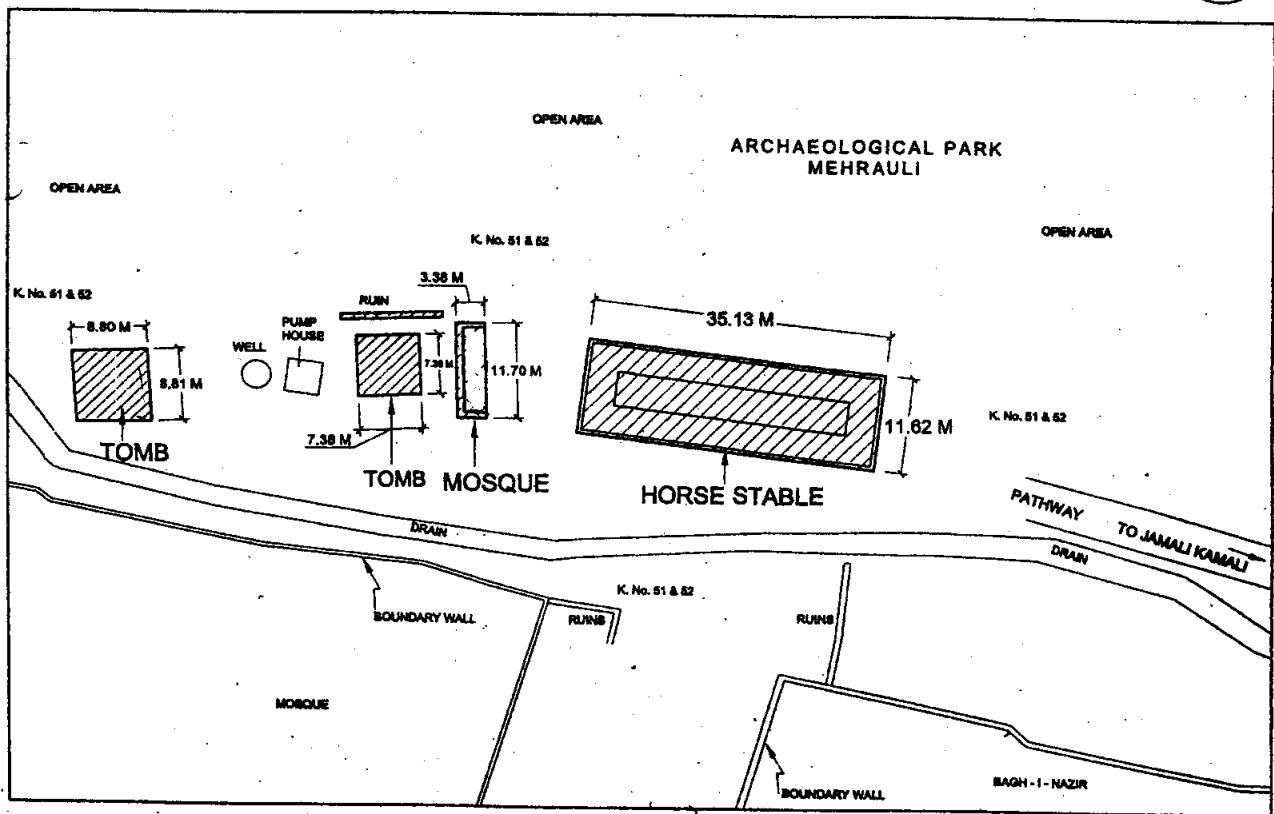 OPEN AREA
ARCHAEOLOGICAL PARK
MEHRAULI
OPEN AREA
OPEN AREA
K. No. 51 & 52
K. No. 51 & 52
3.38 M
RUIN
35.13 M
8.80 M
PUMP
HOUSE
WELL
7.38 M
11.70 M
8.81 M
K. No. 51 & 52
11.62 M
7.38 M
TOMB
TOMB
MOSQUE
HORSE STABLE
PATHWAY
TO JAMALI KAMALI
DRAIN
DRAIN
K. No. 51 & 52
BOUNDARY WALL
RUINS
RUINS
MOSQUE
BAGH - I - NAZIR
BOUNDARY WALL